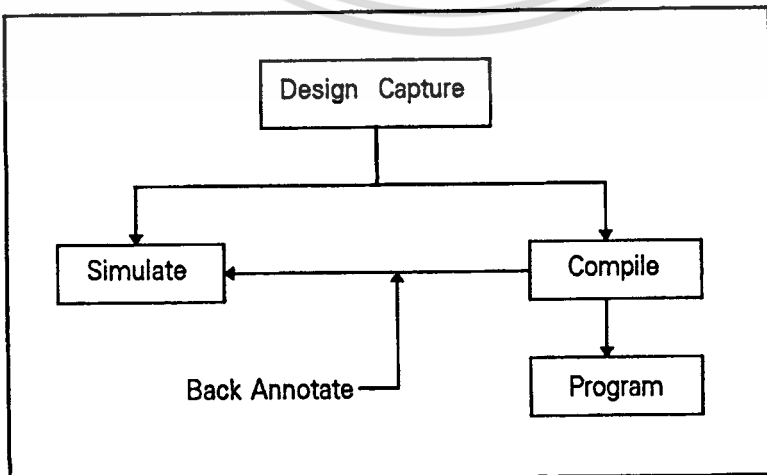 Design Capture
Simulate
Compile
Back Annotate
Program